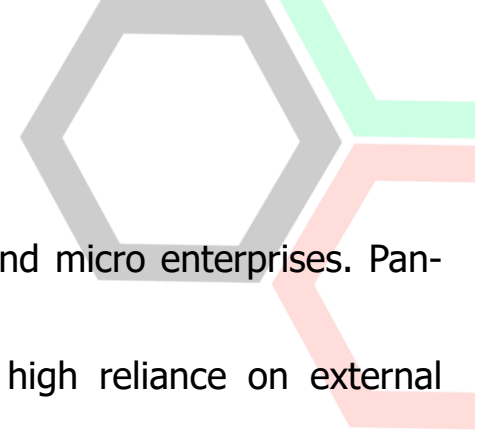 nd micro enterprises. Pan-
high reliance on external